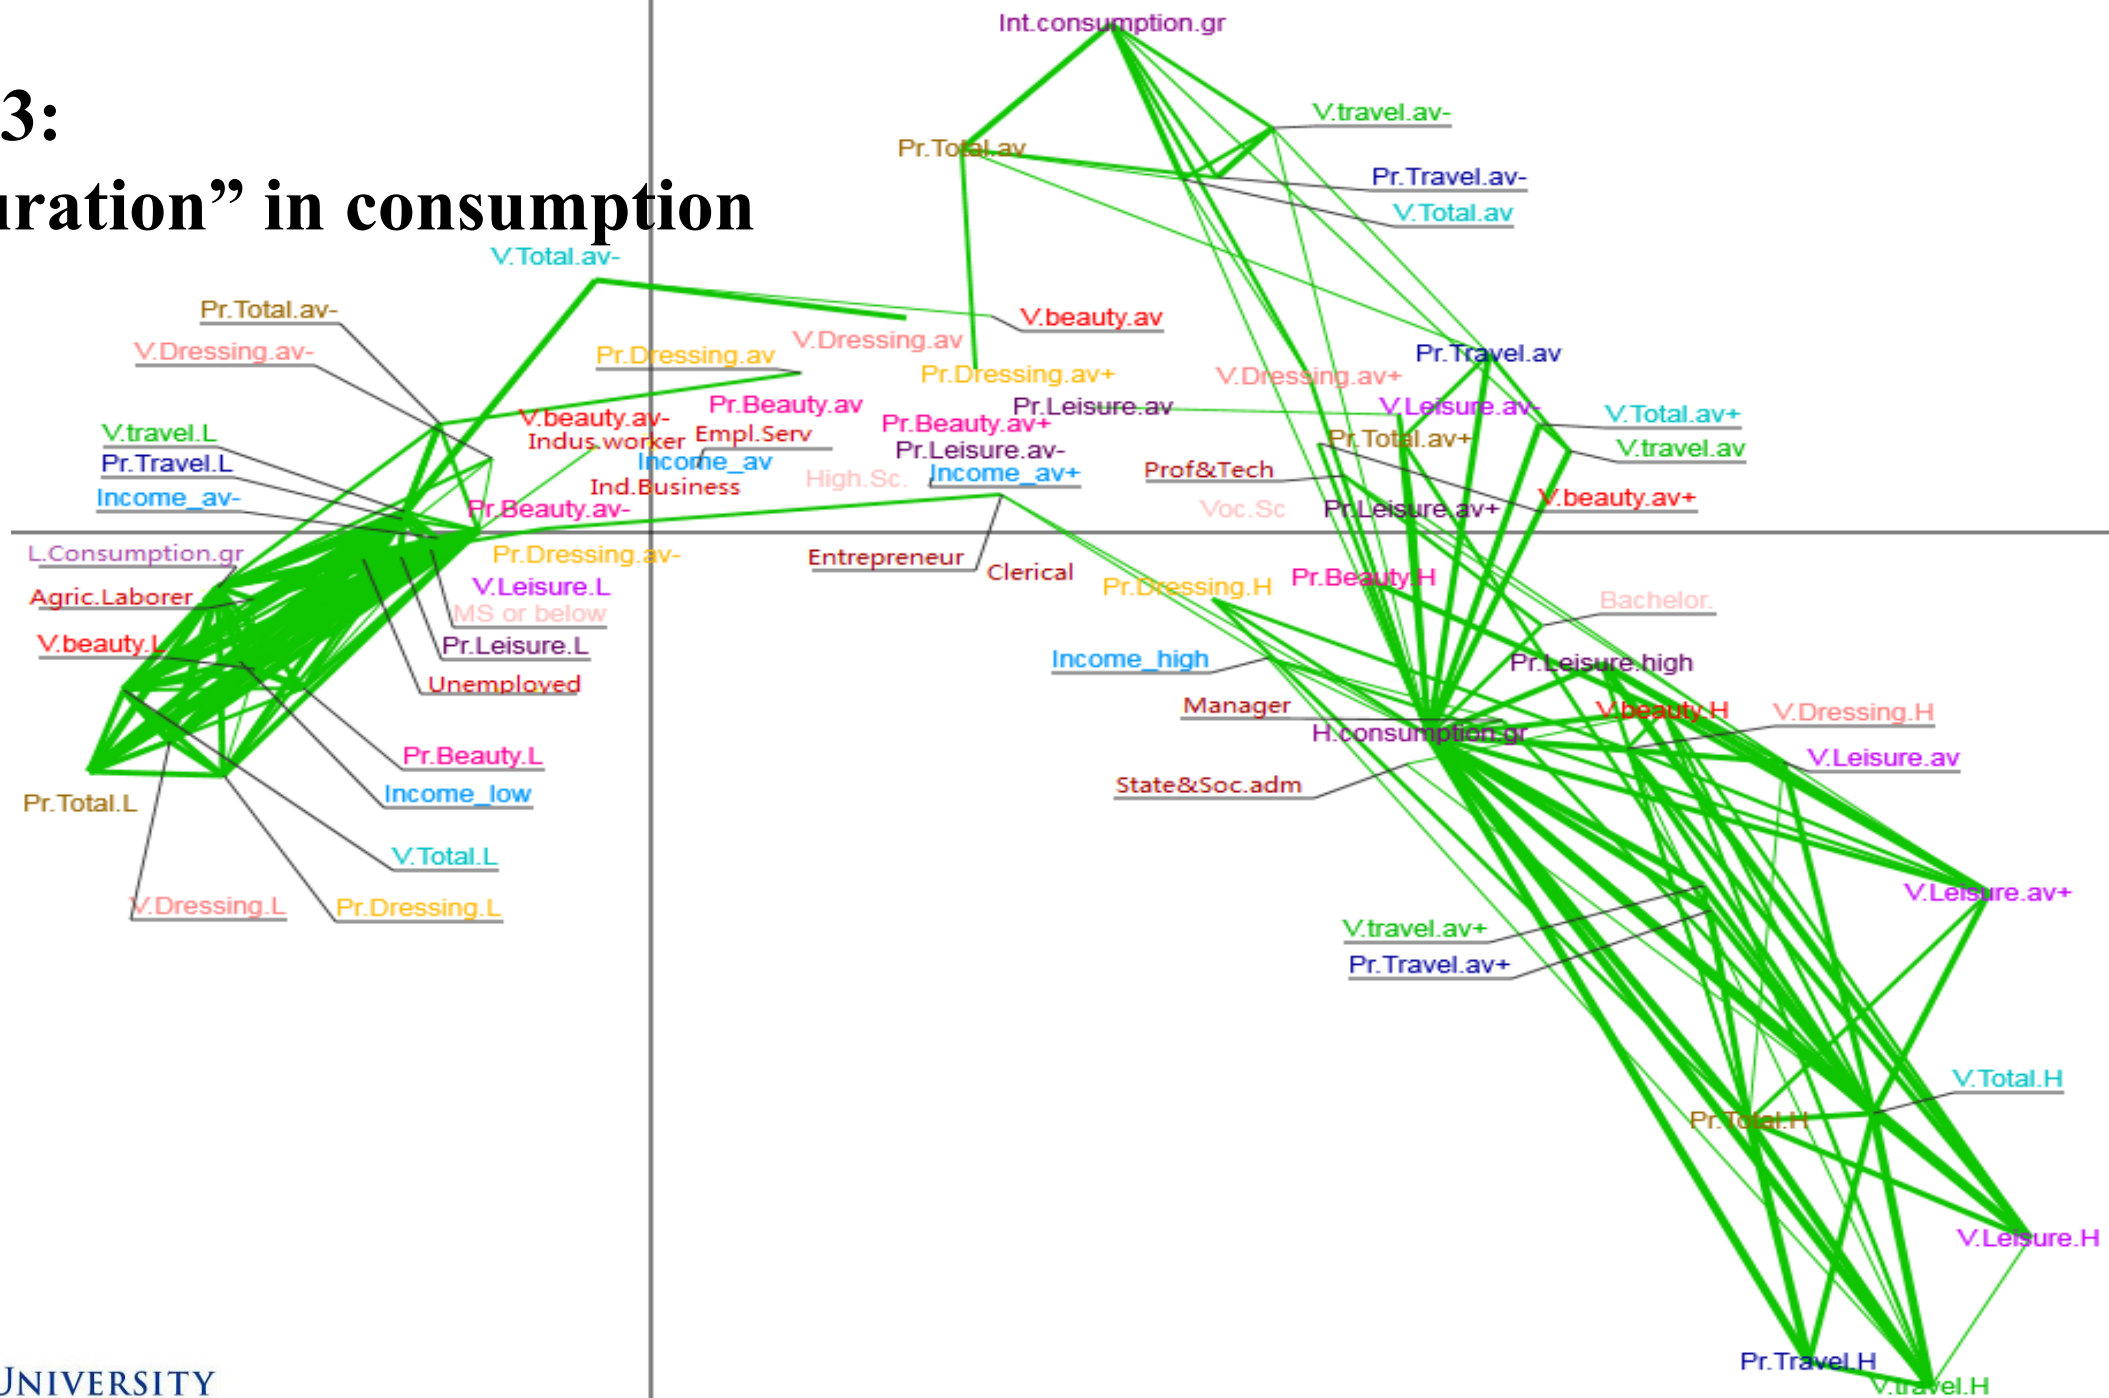 Int.consumption.gr
3:
V.travel.av-
Pr.Total.av
Pr.Travel.av-
uration” in consumption
V.Total.av
V.Total.av-
Pr.Total.av-
V.beauty.av
V.Dressing.av
V.Dressing.av-
Pr.Dressing.av
Pr.Travel.av
Pr.Dressing.av+
V.Dressing.av+
Pr.Beauty.av
Pr.Leisure.av
V.Leisure.av-
V.Total.av+
V.beauty.av-
Pr.Beauty.av+
V.travel.L
Indus.worker
Empl.Serv
Pr.Total.av+
V.travel.av
Pr.Leisure.av-
Pr.Travel.L
Income_av
High.Sc.
Income_av+
Prof&Tech
Income_av-
Ind.Business
V.beauty.av+
Pr.Beauty.av-
Voc.Sc
Pr.Leisure.av+
L.Consumption.gr
Pr.Dressing.av-
Entrepreneur
Clerical
V.Leisure.L
Pr.Dressing.H
Pr.Beauty.H
Agric.Laborer
MS or below
Bachelor.
V.beauty.L
Pr.Leisure.L
Income_high
Pr.Leisure.high
Unemployed
Manager
V.beauty.H
V.Dressing.H
H.consumption.gr
Pr.Beauty.L
V.Leisure.av
State&Soc.adm
Income_low
Pr.Total.L
V.Total.L
V.Leisure.av+
V.Dressing.L
Pr.Dressing.L
V.travel.av+
Pr.Travel.av+
V.Total.H
Pr.Total.H
V.Leisure.H
Pr.Travel.H
UNIVERSITY
V.travel.H